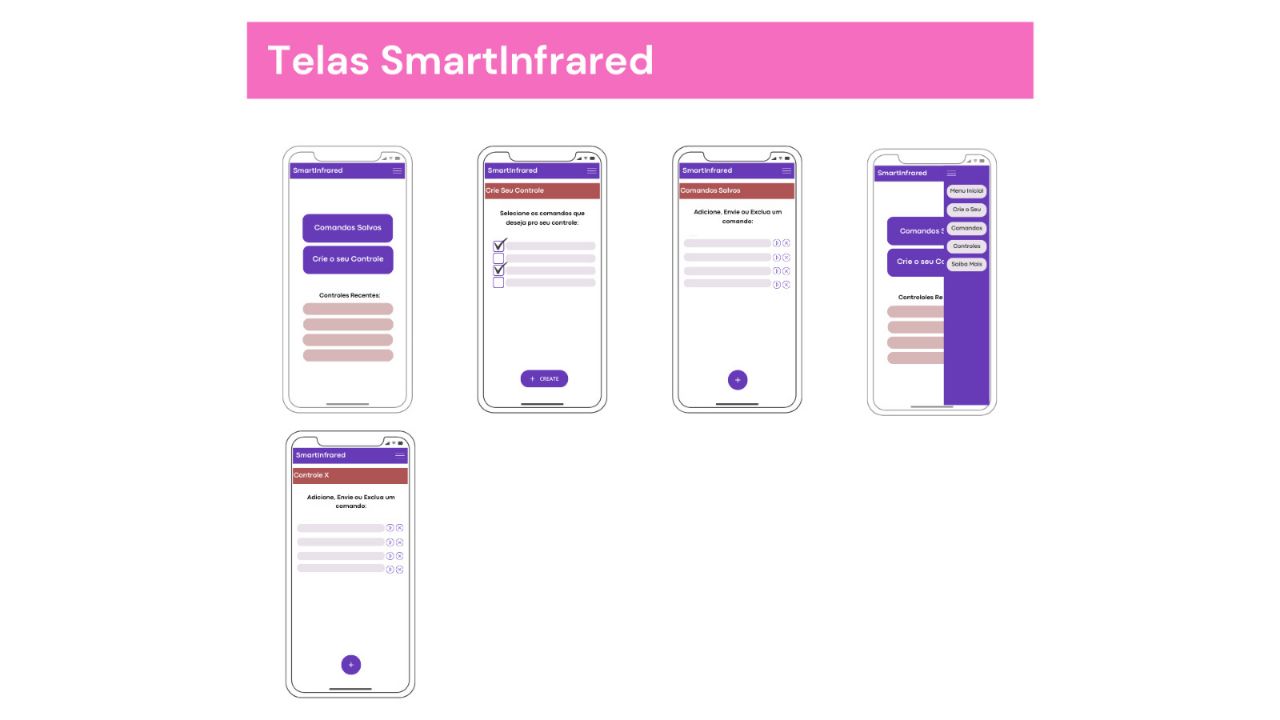 Telas SmartInfrared
SmartInfrared
Comandos Salvos
Crie o seu Controle
Controles Recentes:
SmartInfrared
Crie Seu Controle
Selecione os comandos que
deseja pro seu controle:
+ CREATE
SmartInfrared
Comandos Salvos
Adicione, Envie ou Exclua um
comando:
+
SmartInfrared
Menu Inicial
Crie o Seu
Comandos
Controles
Saiba Mais
Comandos S
Crie o seu Co
Controloles Re
SmartInfrared
Controle X
Adicione, Envie ou Exclua um
comando:
+